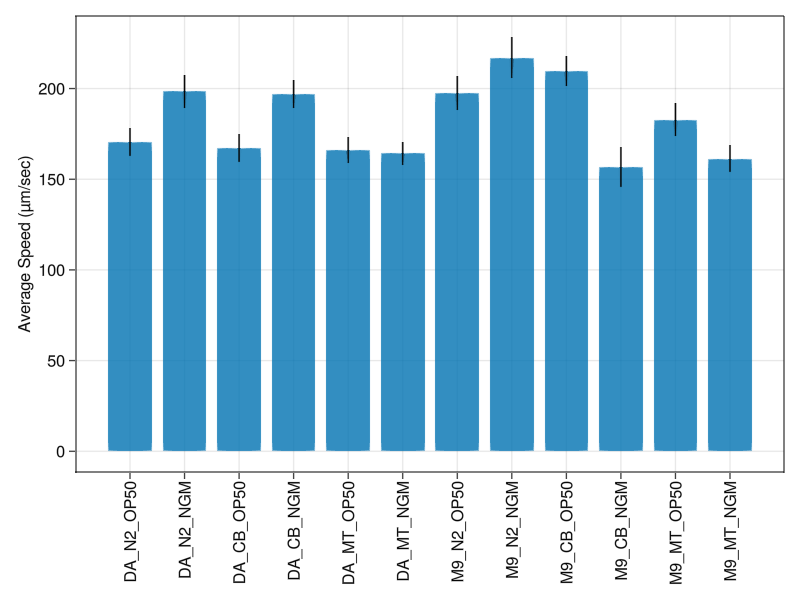 Average Speed (µm/sec)
200
150
100
50
0
DA_N2_OP50
DA_N2_NGM
DA_CB_OP50
DA_CB_NGM
DA_MT_OP50
DA_MT_NGM
M9_N2_OP50
M9_N2_NGM
M9_CB_OP50
M9_CB_NGM
M9_MT_OP50
M9_MT_NGM